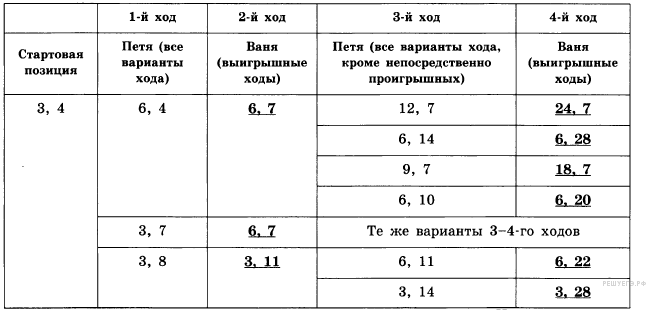 1-й ход 2-й ход 3-й ход 4-й ход
Стартовая позиция Петя (все варианты хода) Ваня (выигрышные ходы) Петя (все варианты хода, кроме непосредственно проигрышных) Ваня (выигрышные ходы)
3, 4 6, 4 6, 7 12, 7 24, 7
6, 14 6, 28
9, 7 18, 7
6, 10 6, 20
3, 7 6, 7 Те же варианты 3–4-го ходов
3, 8 3, 11 6, 11 6, 22
3, 14 3, 28
РЕШУЕГЭ.РФ